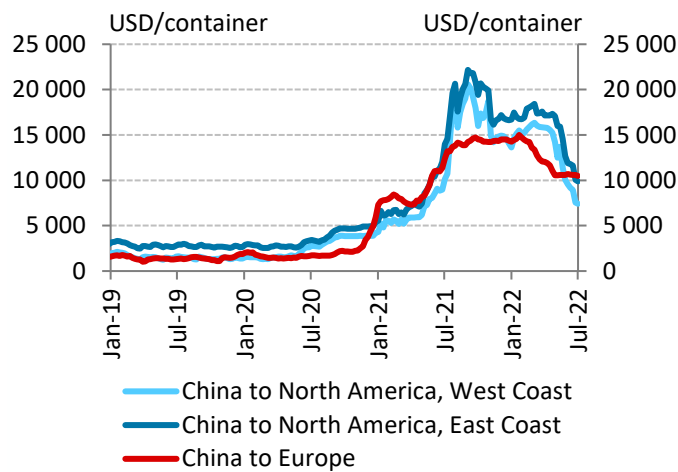 USD/container USD/container
25 000 25 000
20 000 20 000
15 000 15 000
10 000 10 000
5 000 5 000
0 0
Jan-19 Jul-19 Jan-20 Jul-20 Jan-21 Jul-21 Jan-22 Jul-22
China to North America, West Coast
China to North America, East Coast
China to Europe